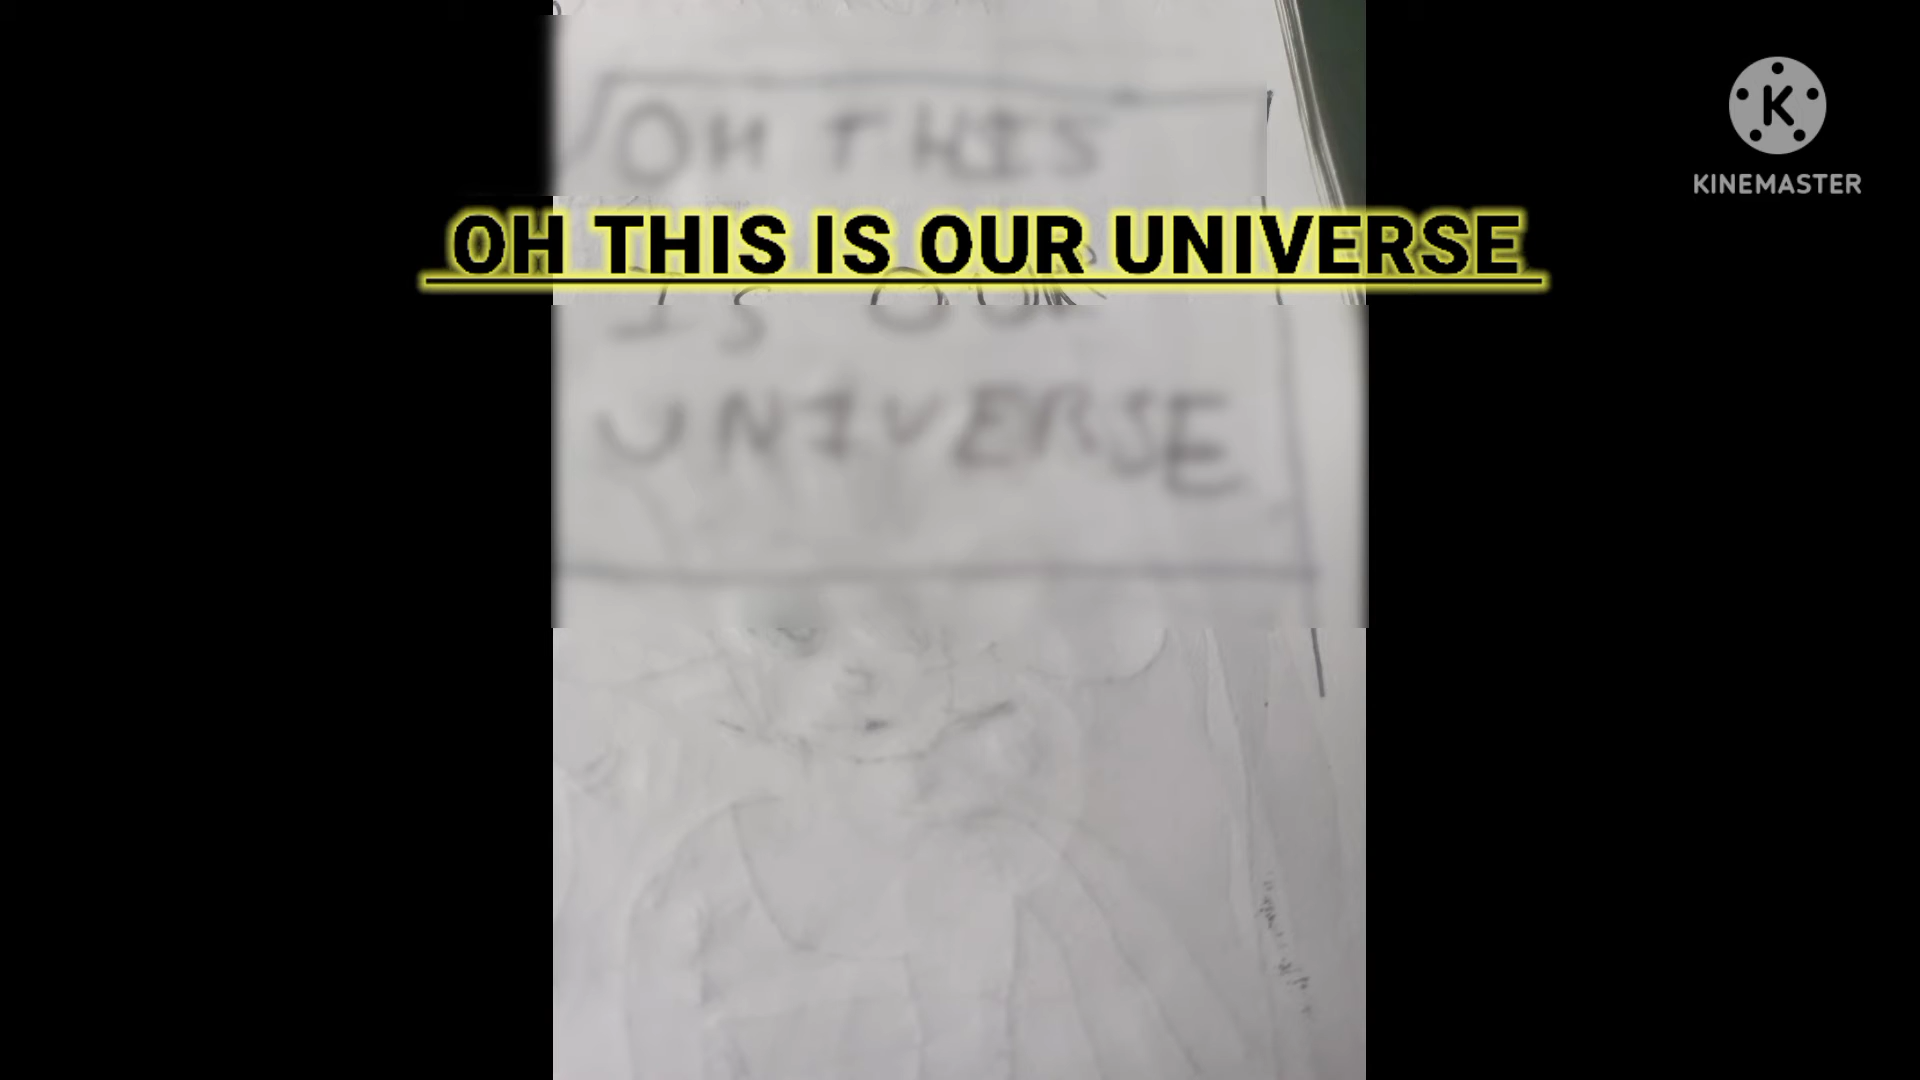 OH THIS
OH THIS IS OUR UNIVERSE
IS OUR
UNIVERSE
KINEMASTER